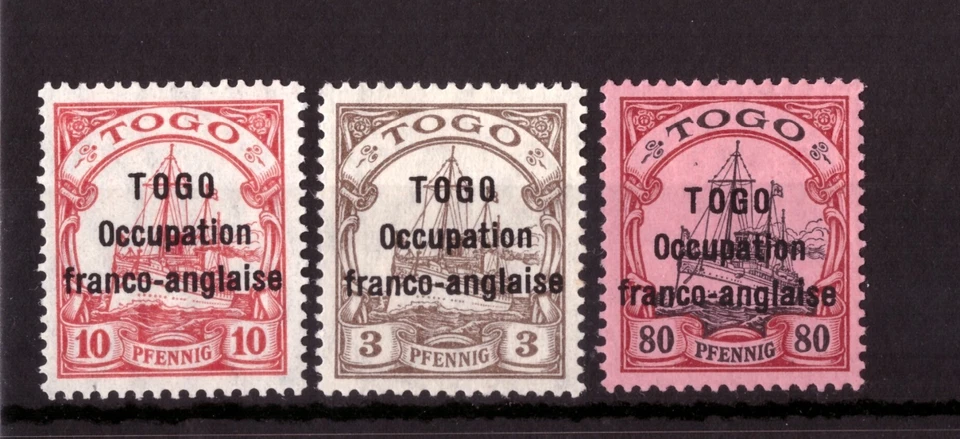 TOGO
TOGO
Occupation
franco-anglaise
10 PFENNIG 10
TOGO
TOGO
Occupation
franco-anglaise
3 PFENNIG 3
TOGO
TOGO
Occupation
franco-anglaise
80 PFENNIG 80